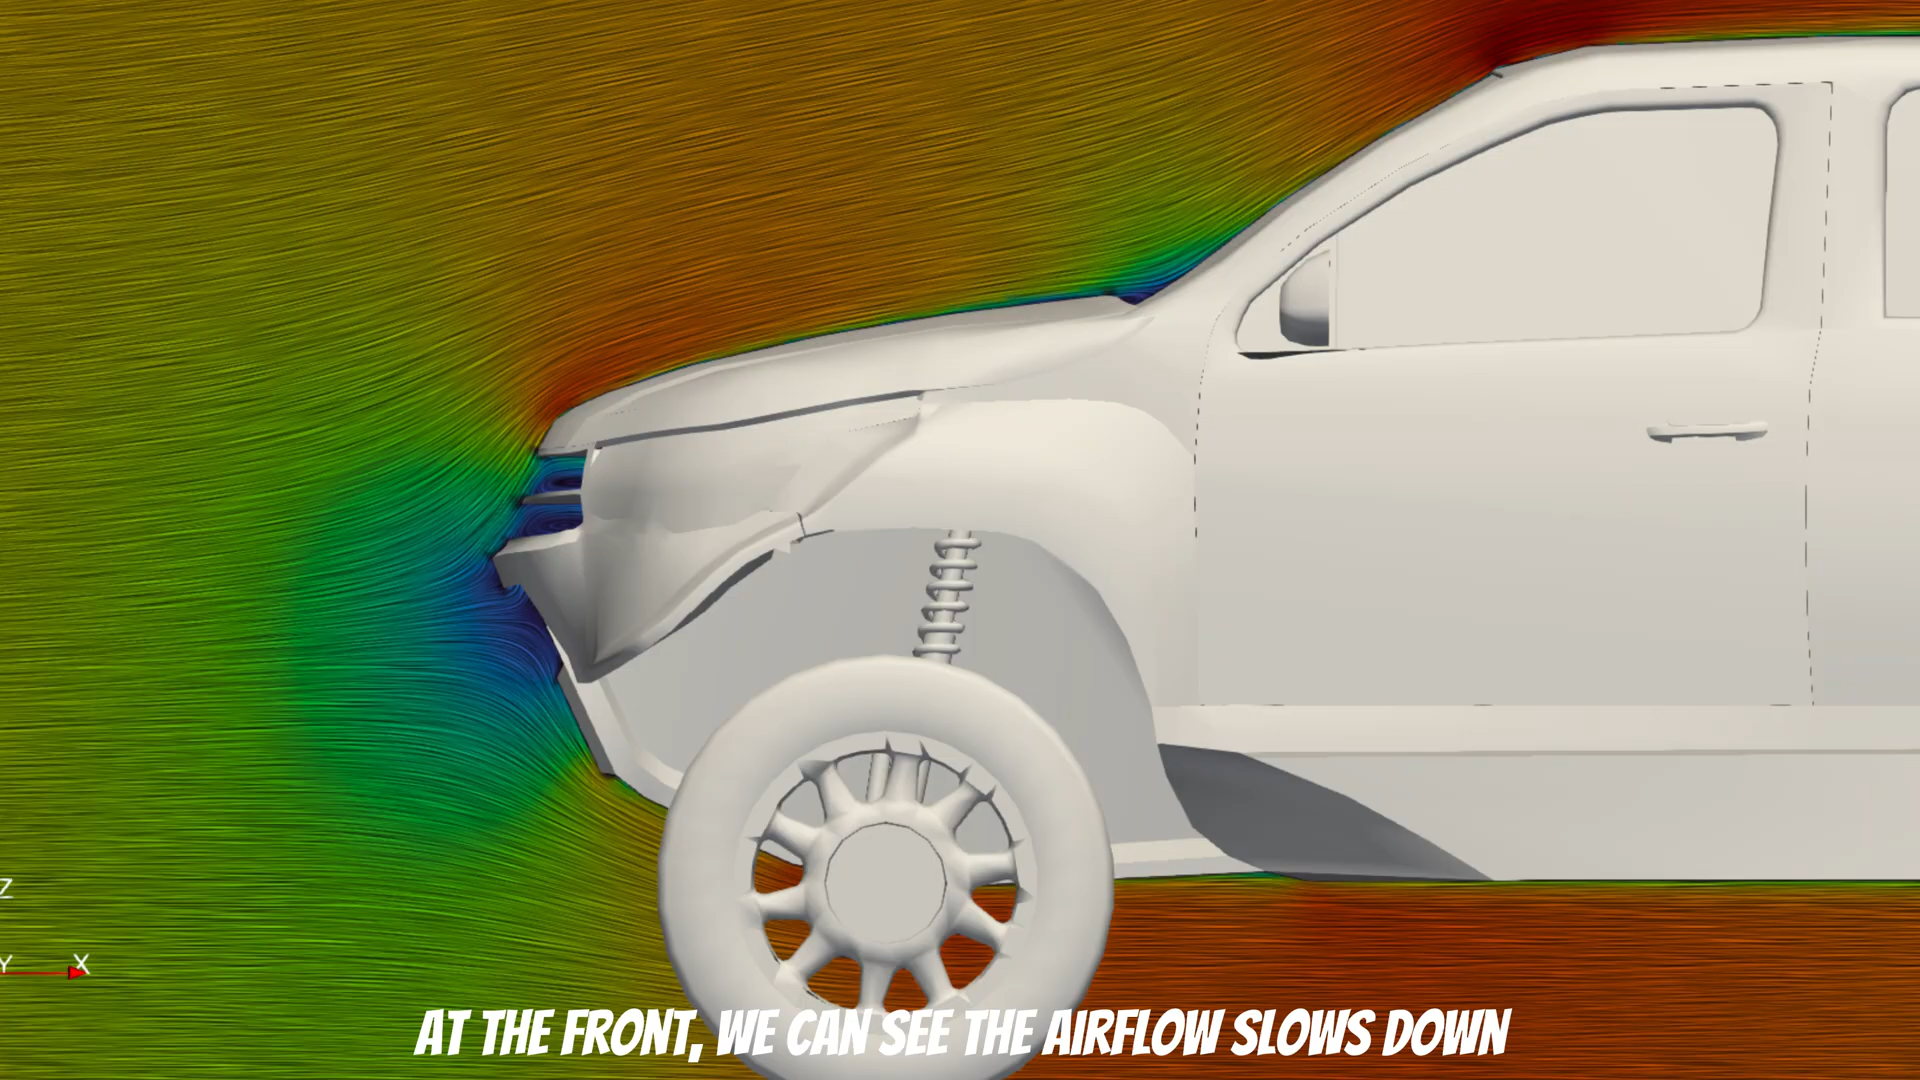 Z
Y X
AT THE FRONT, WE CAN SEE THE AIRFLOW SLOWS DOWN